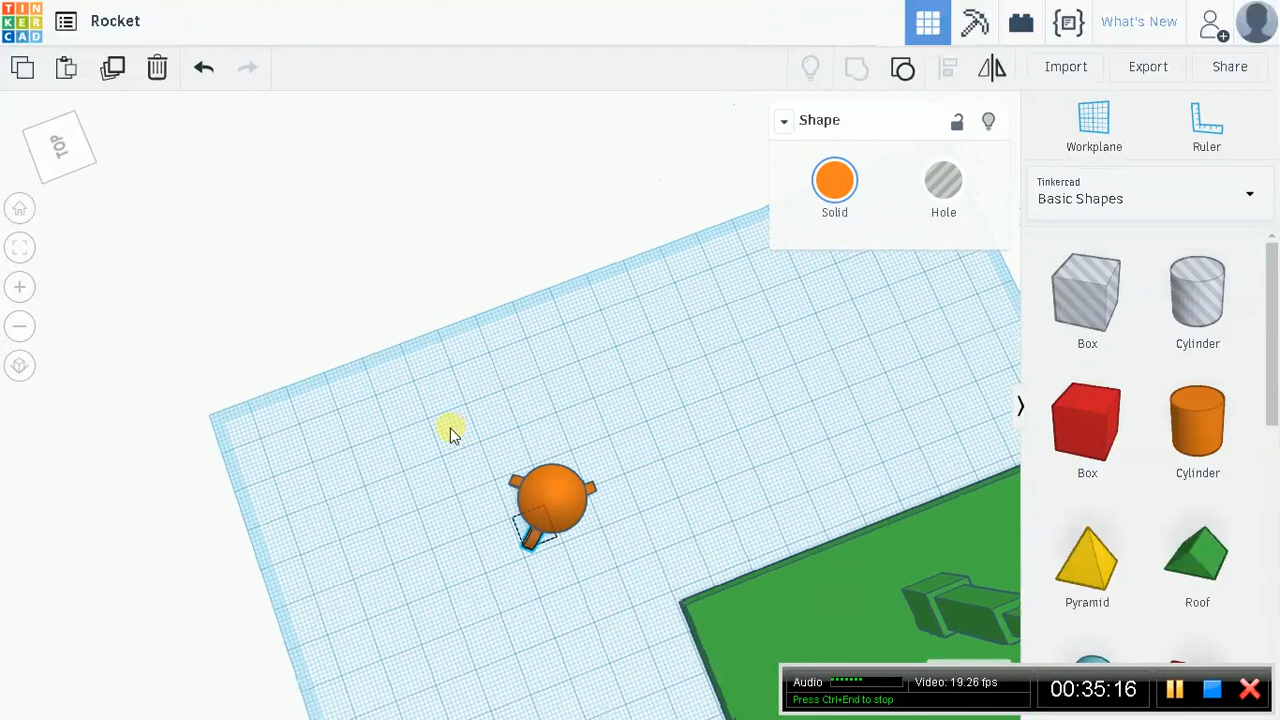 TIN
KER
CAD
Rocket
What's New
Import
Export
Share
TOP
Shape
Solid
Hole
Workplane
Ruler
Tinkercad
Basic Shapes
Box
Cylinder
Box
Cylinder
Pyramid
Roof
Audio
Video: 19.26 fps
Press Ctrl+End to stop
00:35:16